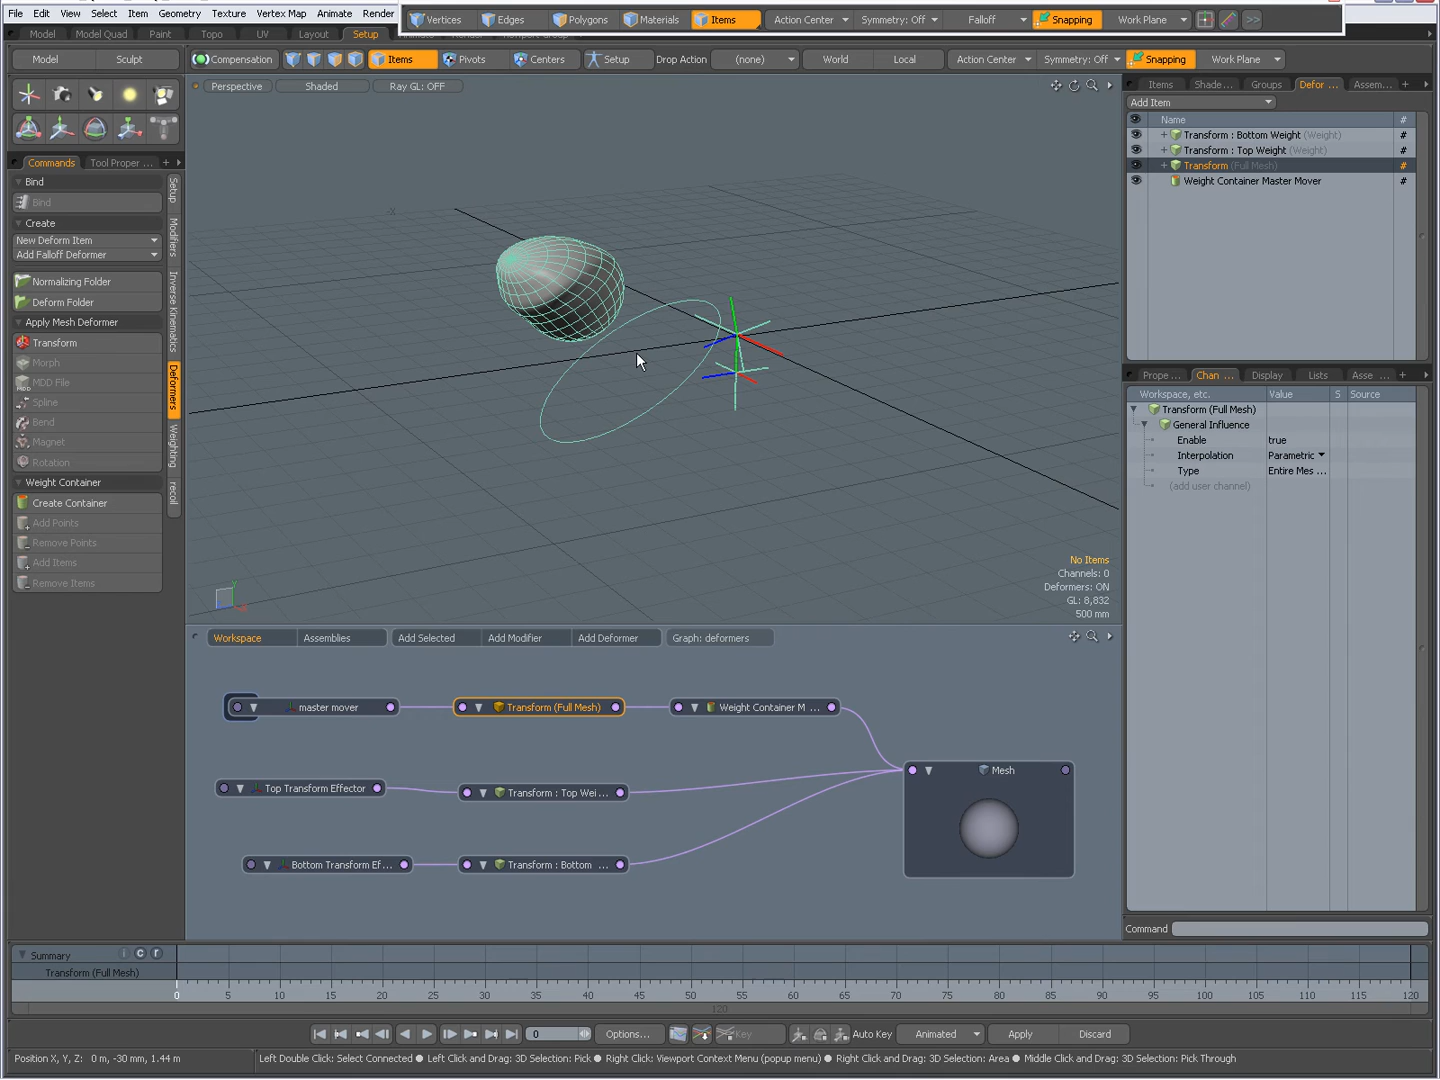 File Edit View Select Item Geometry Texture Vertex Map Animate Render
Vertices Edges Polygons Materials Items Action Center Symmetry: Off Falloff Snapping Work Plane >>
Model Model Quad Paint Topo UV Layout Setup
Model Sculpt Compensation Items Pivots Centers Setup Drop Action (none) World Local Action Center Symmetry: Off Snapping Work Plane
Perspective Shaded Ray GL: OFF
Items Shade ... Groups Defor ... Assem...
Add Item
Name #
Transform : Bottom Weight (Weight) #
Transform : Top Weight (Weight) #
Transform (Full Mesh) #
Weight Container Master Mover #
Commands Tool Proper ...
Bind
Bind
Create
New Deform Item
Add Falloff Deformer
Normalizing Folder
Deform Folder
Apply Mesh Deformer
Transform
Morph
MDD File
Spline
Bend
Magnet
Rotation
Weight Container
Create Container
Add Points
Remove Points
Add Items
Remove Items
Setup
Modifiers
Inverse Kinematics
Deformers
Weighting
recoil
-X
Y
No Items
Channels: 0
Deformers: ON
GL: 8,832
500 mm
Prope ... Chan ... Display Lists Asse ...
Workspace, etc. Value S Source
Transform (Full Mesh)
General Influence
Enable true
Interpolation Parametric
Type Entire Mes ...
(add user channel)
Workspace Assemblies Add Selected Add Modifier Add Deformer Graph: deformers
master mover Transform (Full Mesh) Weight Container M ...
Mesh
Top Transform Effector Transform : Top Wei ...
Bottom Transform Ef... Transform : Bottom ...
Command
Summary i c r
Transform (Full Mesh)
0 5 10 15 20 25 30 35 40 45 50 55 60 65 70 75 80 85 90 95 100 105 110 115 120
120
0 Options... Key Auto Key Animated Apply Discard
Position X, Y, Z: 0 m, -30 mm, 1.44 m Left Double Click: Select Connected ● Left Click and Drag: 3D Selection: Pick ● Right Click: Viewport Context Menu (popup menu) ● Right Click and Drag: 3D Selection: Area ● Middle Click and Drag: 3D Selection: Pick Through